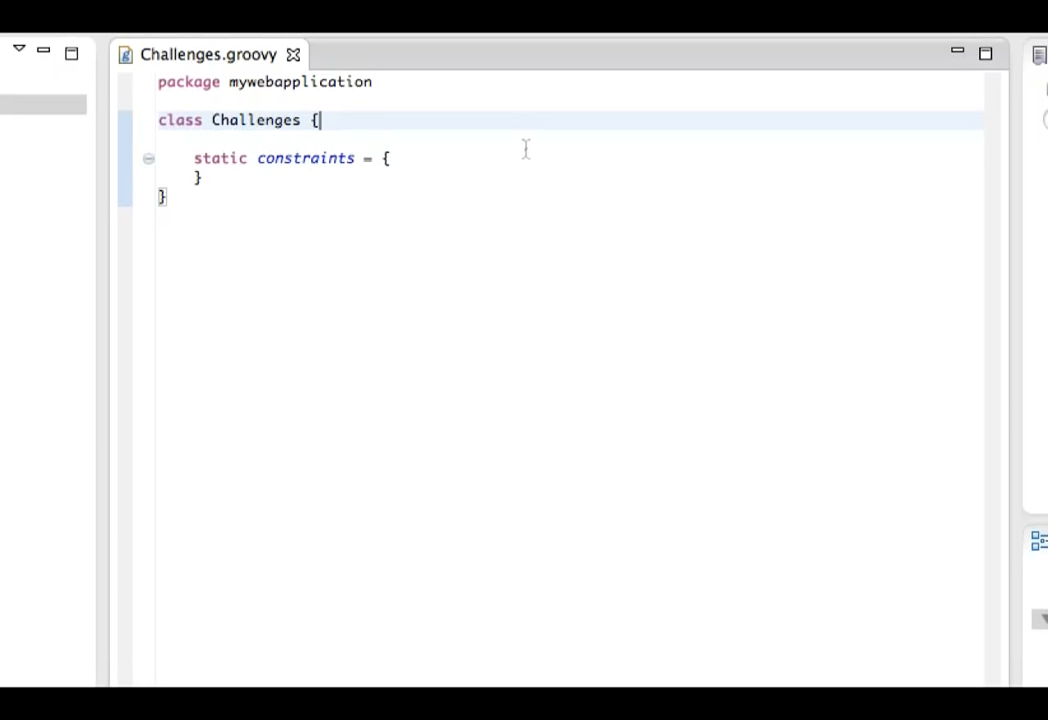 Challenges.groovy
package mywebapplication
class Challenges {
static constraints = {
}
}